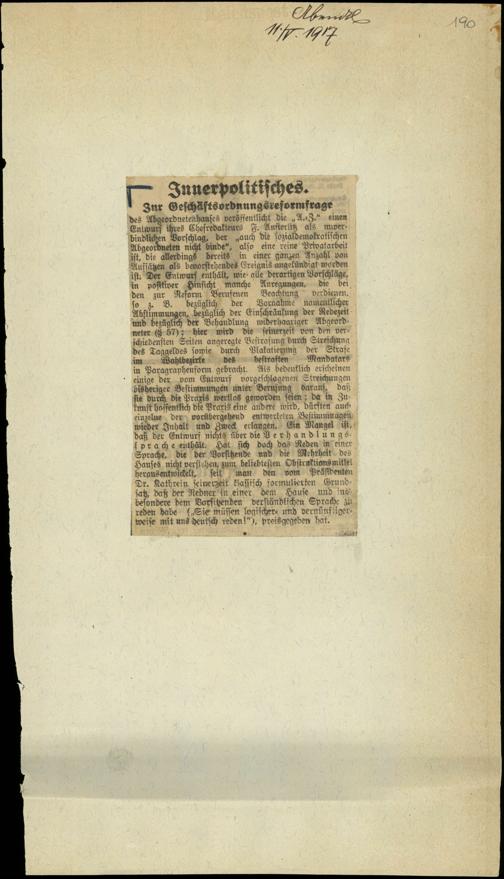 Abendbl.
11./V. 1917
190
Innerpolitisches.
Zur Geschäftsordnungsreformfrage
des Abgeordnetenhauses veröffentlicht die „A.-Z.“ einen
Entwurf ihres Chefredakteurs F. Austerlitz als unver-
bindlichen Vorschlag, der „auch die sozialdemokratischen
Abgeordneten nicht binde“, also eine reine Privatarbeit
ist, die allerdings bereits in einer ganzen Anzahl von
Aufsätzen als bevorstehendes Ereignis angekündigt worden
ist. Der Entwurf enthält, wie alle derartigen Vorschläge,
in positiver Hinsicht manche Anregungen, die bei
den zur Reform Berufenen Beachtung verdienen,
so z. B. bezüglich der Vornahme namentlicher
Abstimmungen, bezüglich der Einschränkung der Redezeit
und bezüglich der Behandlung widerhaariger Abgeord-
neter (§ 57); hier wird die seinerzeit von den ver-
schiedensten Seiten angeregte Bestrafung durch Streichung
des Taggeldes sowie durch Plakatierung der Strafe
im Wahlbezirke des bestraften Mandatars
in Paragraphenform gebracht. Als bedenklich erscheinen
einige der vom Entwurf vorgeschlagenen Streichungen
bisheriger Bestimmungen unter Berufung darauf, daß
sie durch die Praxis wertlos geworden seien; da in Zu-
kunft hoffentlich die Praxis eine andere wird, dürften auch
einzelne der vorübergehend entwerteten Bestimmungen
wieder Inhalt und Zweck erlangen. Ein Mangel ist,
daß der Entwurf nichts über die Verhandlungs-
sprache enthält. Hat sich doch das Reden in einer
Sprache, die der Vorsitzende und die Mehrheit des
Hauses nicht verstehen, zum beliebtesten Obstruktionsmittel
herausentwickelt, seit man den vom Präsidenten
Dr. Kathrein seinerzeit klassisch formulierten Grund-
satz, daß der Redner in einer dem Hause und ins-
besondere dem Vorsitzenden verständlichen Sprache zu
reden habe („Sie müssen logischer- und vernünftiger-
weise mit uns deutsch reden!“), preisgegeben hat.